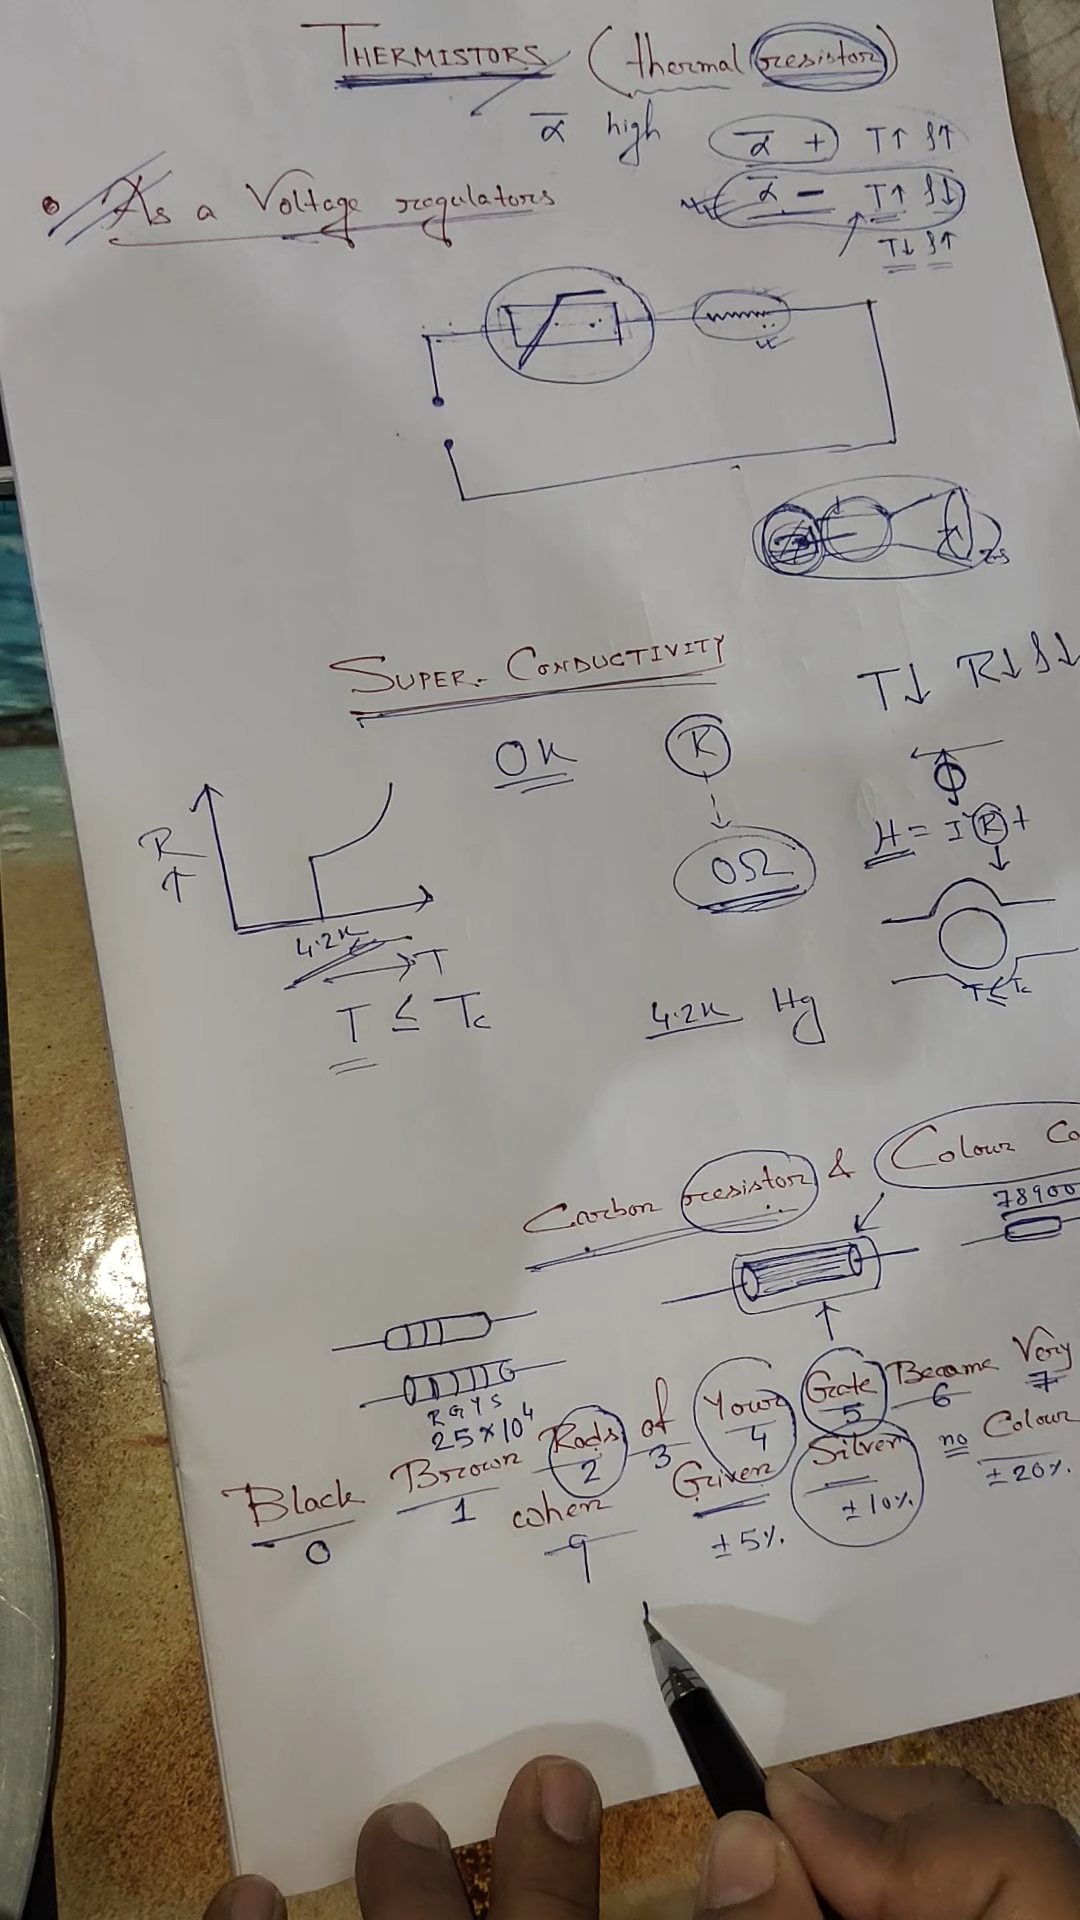 THERMISTORS (thermal resistor)
ᾱ high
ᾱ + T↑ ρ↑
• As a Voltage regulators
ᾱ − T↑ ρ↓
T↓ ρ↑
SUPER-CONDUCTIVITY
T↓ R↓ ρ↓
0K R
R ↑
0Ω
H = I²Rt
4.2K
→ T
T ≤ Tc
4.2K Hg
T ≤ Tc
Carbon resistor & Colour Co
78900
R G Y S
25 × 10⁴
Black Brown Rods of Your Gate Became Very
0 1 2 3 4 5 6 7
when Given Silver no Colour
9 ±5% ±10% ±20%